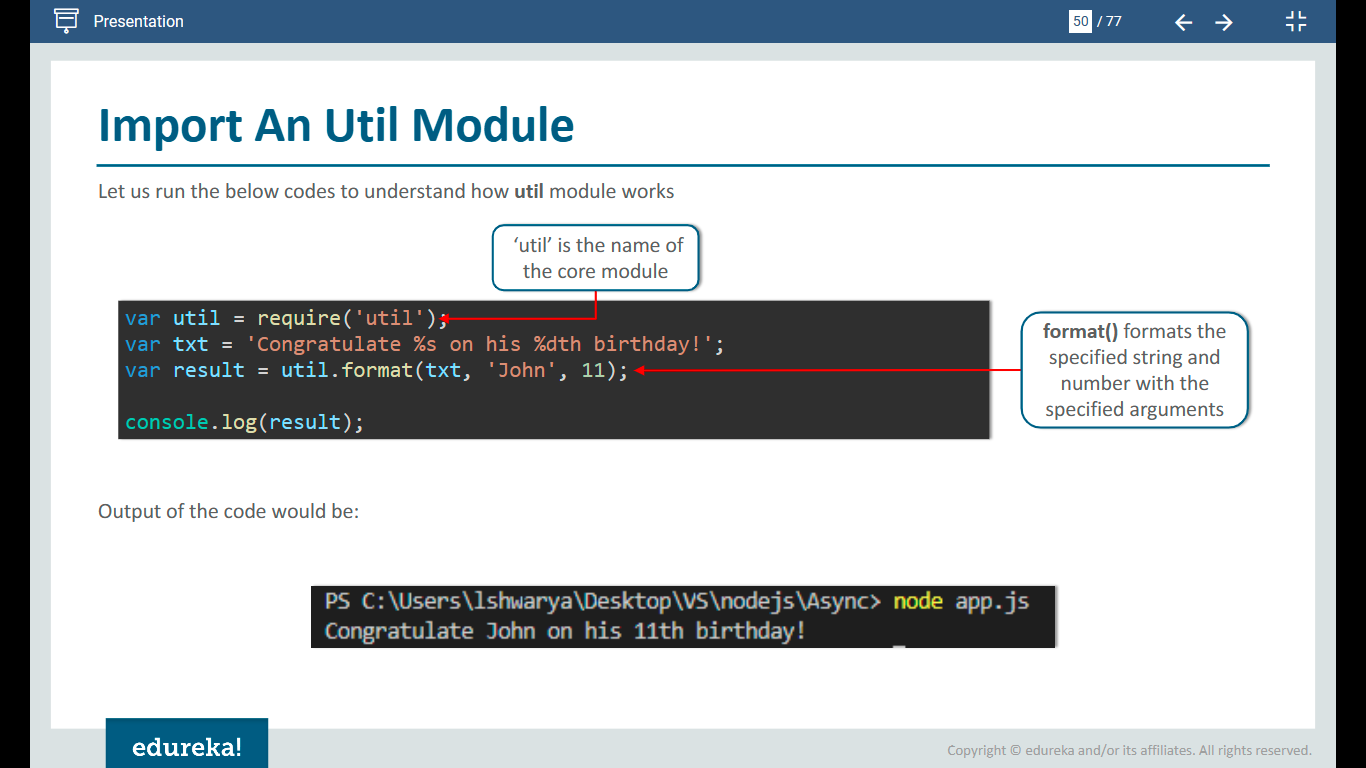 Presentation
50 / 77
Import An Util Module
Let us run the below codes to understand how util module works
‘util’ is the name of
the core module
var util = require('util');
var txt = 'Congratulate %s on his %dth birthday!';
var result = util.format(txt, 'John', 11);
console.log(result);
format() formats the
specified string and
number with the
specified arguments
Output of the code would be:
PS C:\Users\lshwarya\Desktop\VS\nodejs\Async> node app.js
Congratulate John on his 11th birthday!
edureka!
Copyright © edureka and/or its affiliates. All rights reserved.